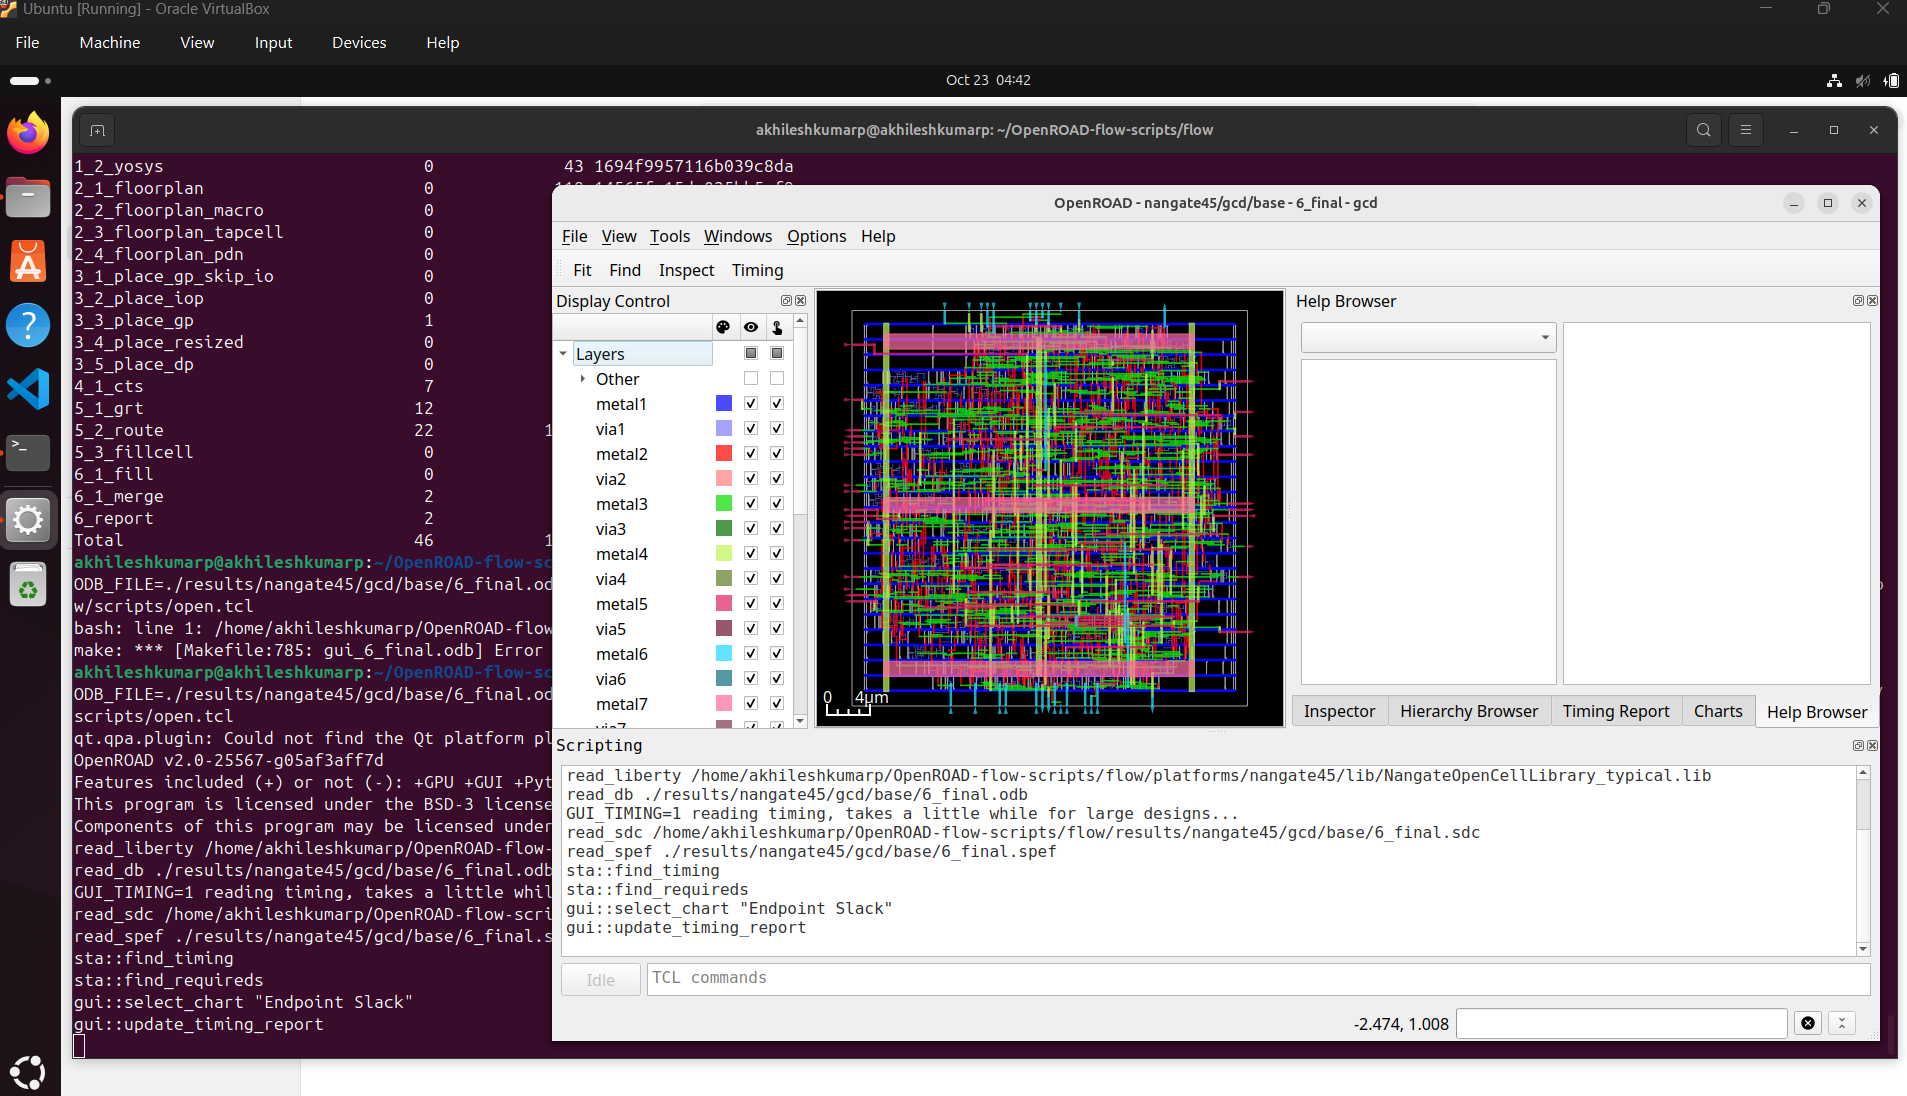 Ubuntu [Running] - Oracle VirtualBox
File Machine View Input Devices Help
Oct 23 04:42
akhileshkumarp@akhileshkumarp: ~/OpenROAD-flow-scripts/flow
1_2_yosys 0 43 1694f9957116b039c8da
2_1_floorplan 0
2_2_floorplan_macro 0
2_3_floorplan_tapcell 0
2_4_floorplan_pdn 0
3_1_place_gp_skip_io 0
3_2_place_iop 0
3_3_place_gp 1
3_4_place_resized 0
3_5_place_dp 0
4_1_cts 7
5_1_grt 12
5_2_route 22 1
5_3_fillcell 0
6_1_fill 0
6_1_merge 2
6_report 2
Total 46 1
akhileshkumarp@akhileshkumarp:~/OpenROAD-flow-sc
ODB_FILE=./results/nangate45/gcd/base/6_final.od
w/scripts/open.tcl
bash: line 1: /home/akhileshkumarp/OpenROAD-flow
make: *** [Makefile:785: gui_6_final.odb] Error
akhileshkumarp@akhileshkumarp:~/OpenROAD-flow-sc
ODB_FILE=./results/nangate45/gcd/base/6_final.od
scripts/open.tcl
qt.qpa.plugin: Could not find the Qt platform pl
OpenROAD v2.0-25567-g05af3aff7d
Features included (+) or not (-): +GPU +GUI +Pyt
This program is licensed under the BSD-3 license
Components of this program may be licensed under
read_liberty /home/akhileshkumarp/OpenROAD-flow-
read_db ./results/nangate45/gcd/base/6_final.odb
GUI_TIMING=1 reading timing, takes a little whil
read_sdc /home/akhileshkumarp/OpenROAD-flow-scri
read_spef ./results/nangate45/gcd/base/6_final.s
sta::find_timing
sta::find_requireds
gui::select_chart "Endpoint Slack"
gui::update_timing_report
OpenROAD - nangate45/gcd/base - 6_final - gcd
File View Tools Windows Options Help
Fit Find Inspect Timing
Display Control
Layers
Other
metal1
via1
metal2
via2
metal3
via3
metal4
via4
metal5
via5
metal6
via6
metal7
via7
0 4μm
Help Browser
Inspector Hierarchy Browser Timing Report Charts Help Browser
Scripting
read_liberty /home/akhileshkumarp/OpenROAD-flow-scripts/flow/platforms/nangate45/lib/NangateOpenCellLibrary_typical.lib
read_db ./results/nangate45/gcd/base/6_final.odb
GUI_TIMING=1 reading timing, takes a little while for large designs...
read_sdc /home/akhileshkumarp/OpenROAD-flow-scripts/flow/results/nangate45/gcd/base/6_final.sdc
read_spef ./results/nangate45/gcd/base/6_final.spef
sta::find_timing
sta::find_requireds
gui::select_chart "Endpoint Slack"
gui::update_timing_report
Idle TCL commands
-2.474, 1.008